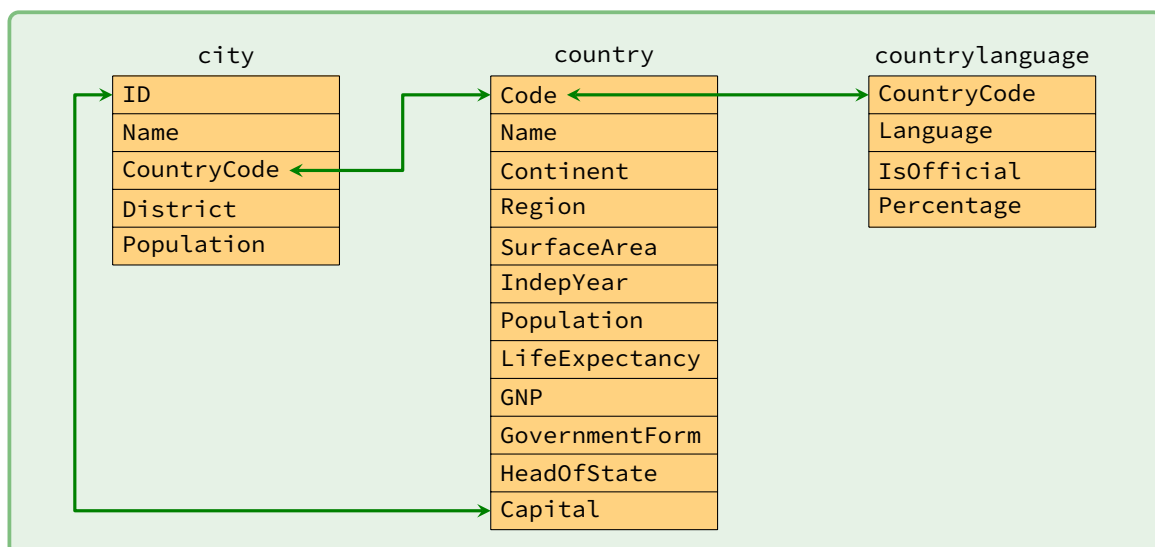 city
ID
Name
CountryCode
District
Population
country
Code
Name
Continent
Region
SurfaceArea
IndepYear
Population
LifeExpectancy
GNP
GovernmentForm
HeadOfState
Capital
countrylanguage
CountryCode
Language
IsOfficial
Percentage